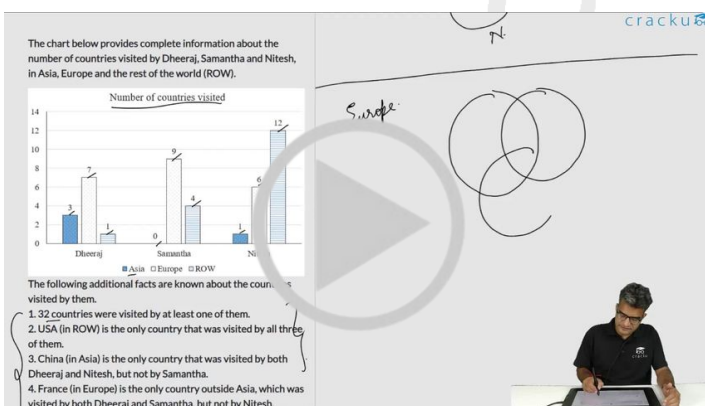 cracku
N.
The chart below provides complete information about the
number of countries visited by Dheeraj, Samantha and Nitesh,
in Asia, Europe and the rest of the world (ROW).
Number of countries visited
14
12
10
8
6
4
2
0
3
7
1
0
9
4
1
6
12
Dheeraj
Samantha
Asia
Europe
ROW
Europe.
The following additional facts are known about the
visited by them.
1. 32 countries were visited by at least one of them.
2. USA (in ROW) is the only country that was visited by all three
of them.
3. China (in Asia) is the only country that was visited by both
Dheeraj and Nitesh, but not by Samantha.
4. France (in Europe) is the only country outside Asia, which was
visited by both Dheeraj and Samantha, but not by Nitesh.
cracku